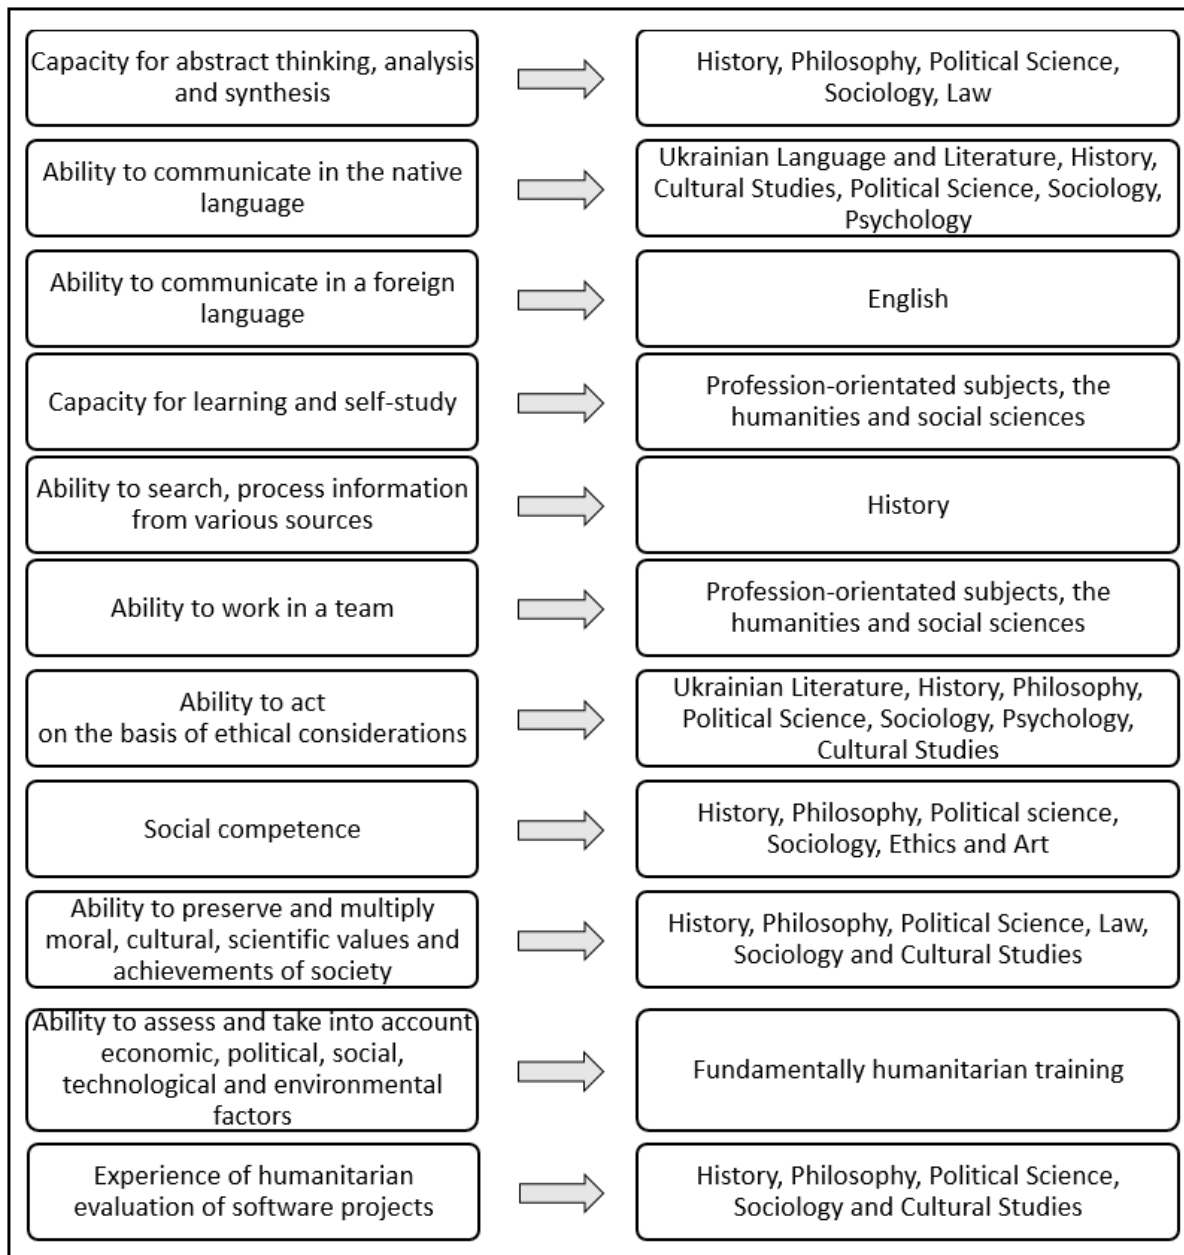 Capacity for abstract thinking, analysis
and synthesis
History, Philosophy, Political Science,
Sociology, Law
Ability to communicate in the native
language
Ukrainian Language and Literature, History,
Cultural Studies, Political Science, Sociology,
Psychology
Ability to communicate in a foreign
language
English
Capacity for learning and self-study
Profession-orientated subjects, the
humanities and social sciences
Ability to search, process information
from various sources
History
Ability to work in a team
Profession-orientated subjects, the
humanities and social sciences
Ability to act
on the basis of ethical considerations
Ukrainian Literature, History, Philosophy,
Political Science, Sociology, Psychology,
Cultural Studies
Social competence
History, Philosophy, Political science,
Sociology, Ethics and Art
Ability to preserve and multiply
moral, cultural, scientific values and
achievements of society
History, Philosophy, Political Science, Law,
Sociology and Cultural Studies
Ability to assess and take into account
economic, political, social,
technological and environmental
factors
Fundamentally humanitarian training
Experience of humanitarian
evaluation of software projects
History, Philosophy, Political Science,
Sociology and Cultural Studies